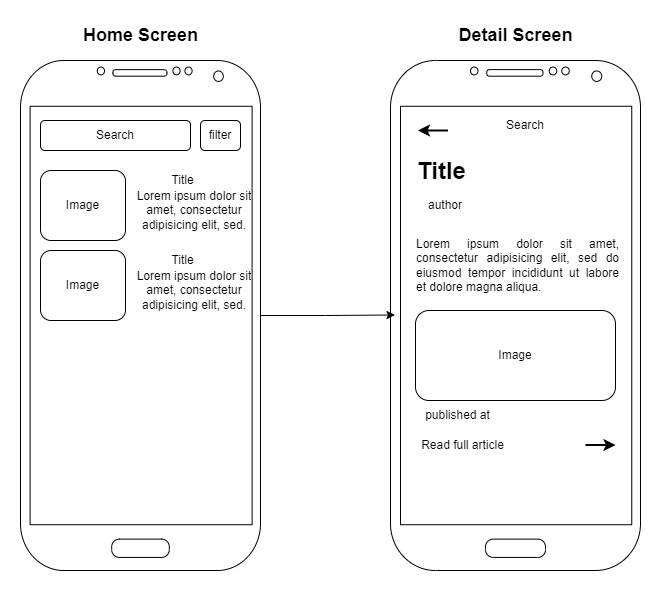 Home Screen
Search
filter
Image
Title
Lorem ipsum dolor sit
amet, consectetur
adipisicing elit, sed.
Image
Title
Lorem ipsum dolor sit
amet, consectetur
adipisicing elit, sed.
Detail Screen
Search
Title
author
Lorem ipsum dolor sit amet,
consectetur adipisicing elit, sed do
eiusmod tempor incididunt ut labore
et dolore magna aliqua.
Image
published at
Read full article